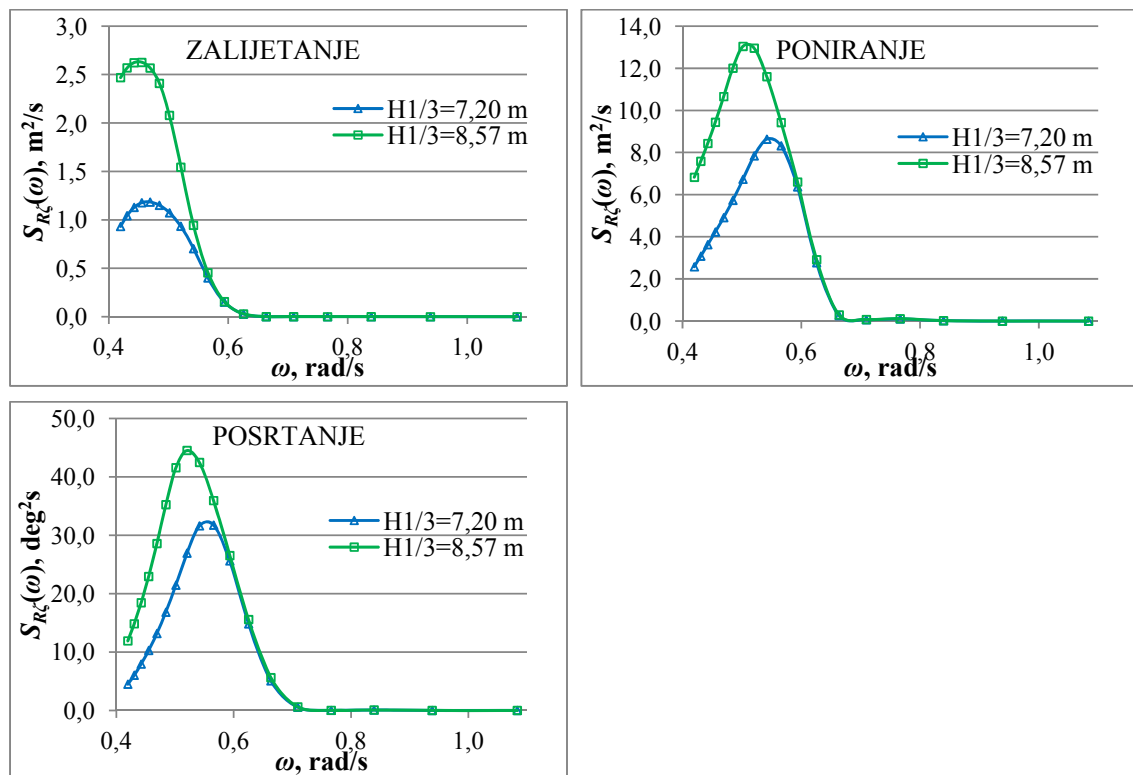 ZALIJETANJE
S_Rζ(ω), m²/s
3,0
2,5
2,0
1,5
1,0
0,5
0,0
H1/3=7,20 m
H1/3=8,57 m
0,4 0,6 0,8 1,0
ω, rad/s
PONIRANJE
S_Rζ(ω), m²/s
14,0
12,0
10,0
8,0
6,0
4,0
2,0
0,0
H1/3=7,20 m
H1/3=8,57 m
0,4 0,6 0,8 1,0
ω, rad/s
POSRTANJE
S_Rζ(ω), deg²s
50,0
40,0
30,0
20,0
10,0
0,0
H1/3=7,20 m
H1/3=8,57 m
0,4 0,6 0,8 1,0
ω, rad/s